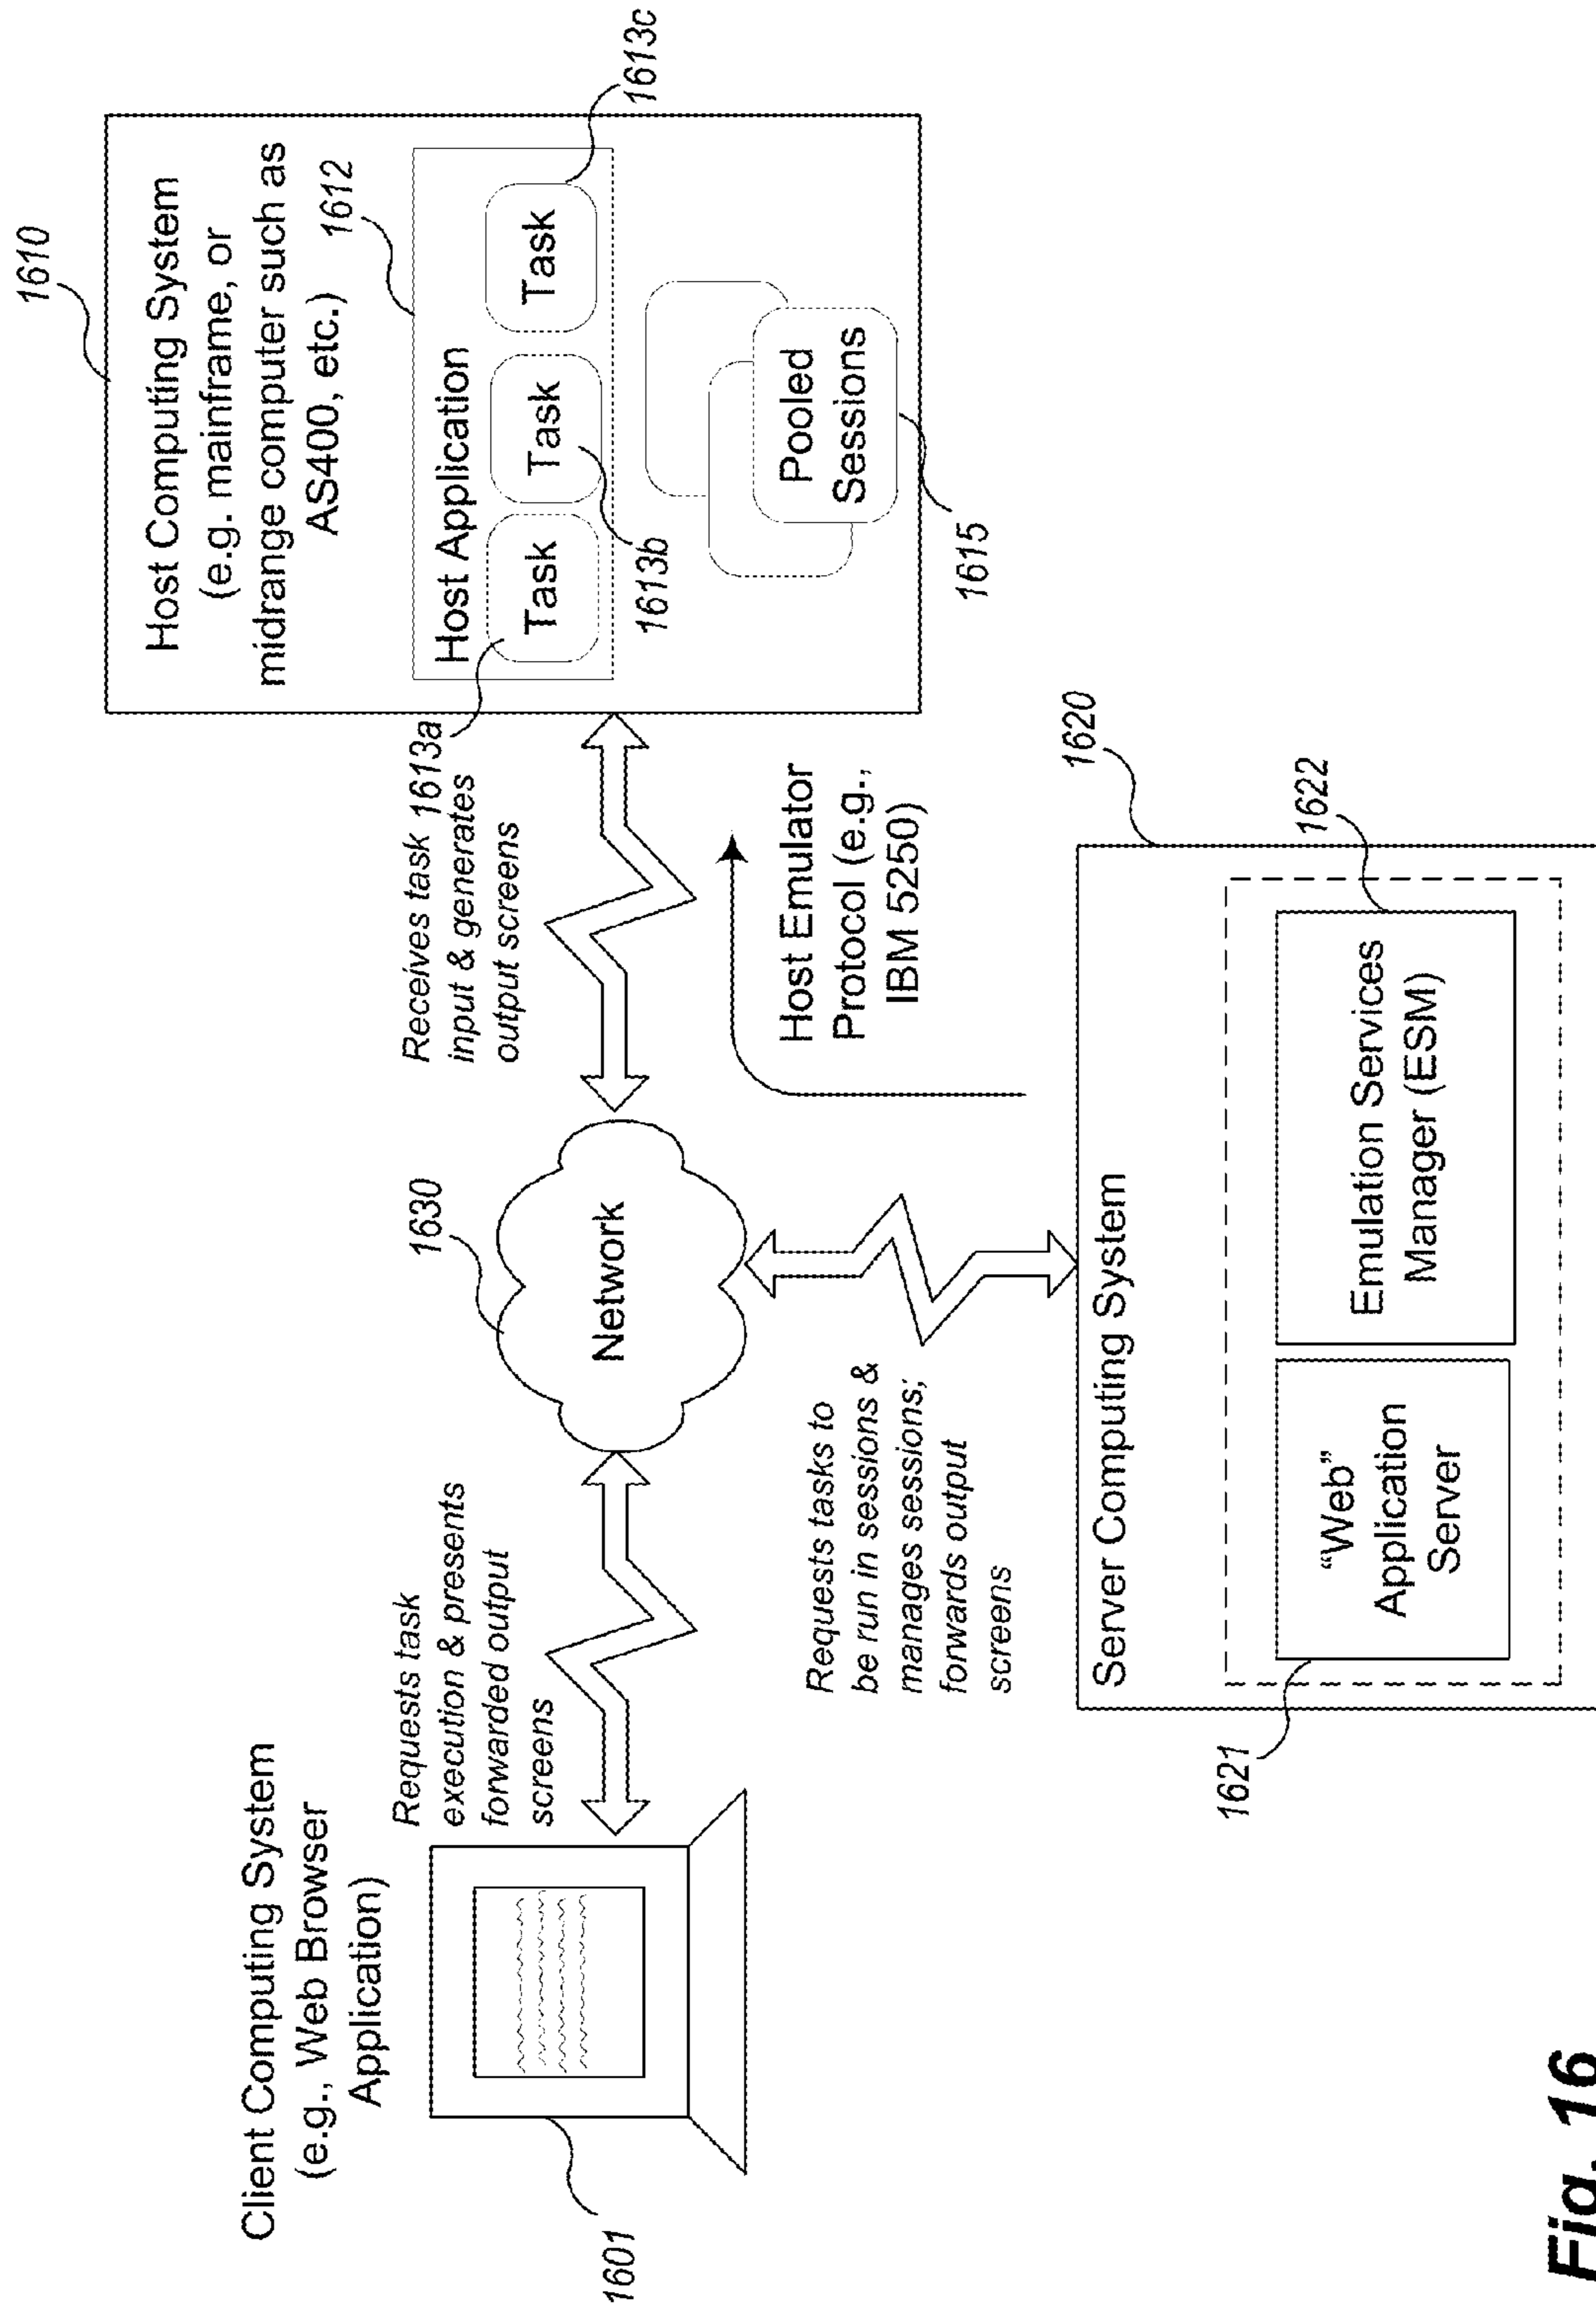 Client Computing System
(e.g., Web Browser
Application)
1601
Requests task
execution & presents
forwarded output
screens
1630
Network
Receives task
input & generates
output screens
1610
Host Computing System
(e.g. mainframe, or
midrange computer such as
AS400, etc.)
1612
Host Application
Task
Task
Task
1613a
1613b
1613c
Pooled
Sessions
1615
Host Emulator
Protocol (e.g.,
IBM 5250)
Requests tasks to
be run in sessions &
manages sessions;
forwards output
screens
1620
Server Computing System
“Web”
Application
Server
1621
Emulation Services
Manager (ESM)
1622
Fig. 16